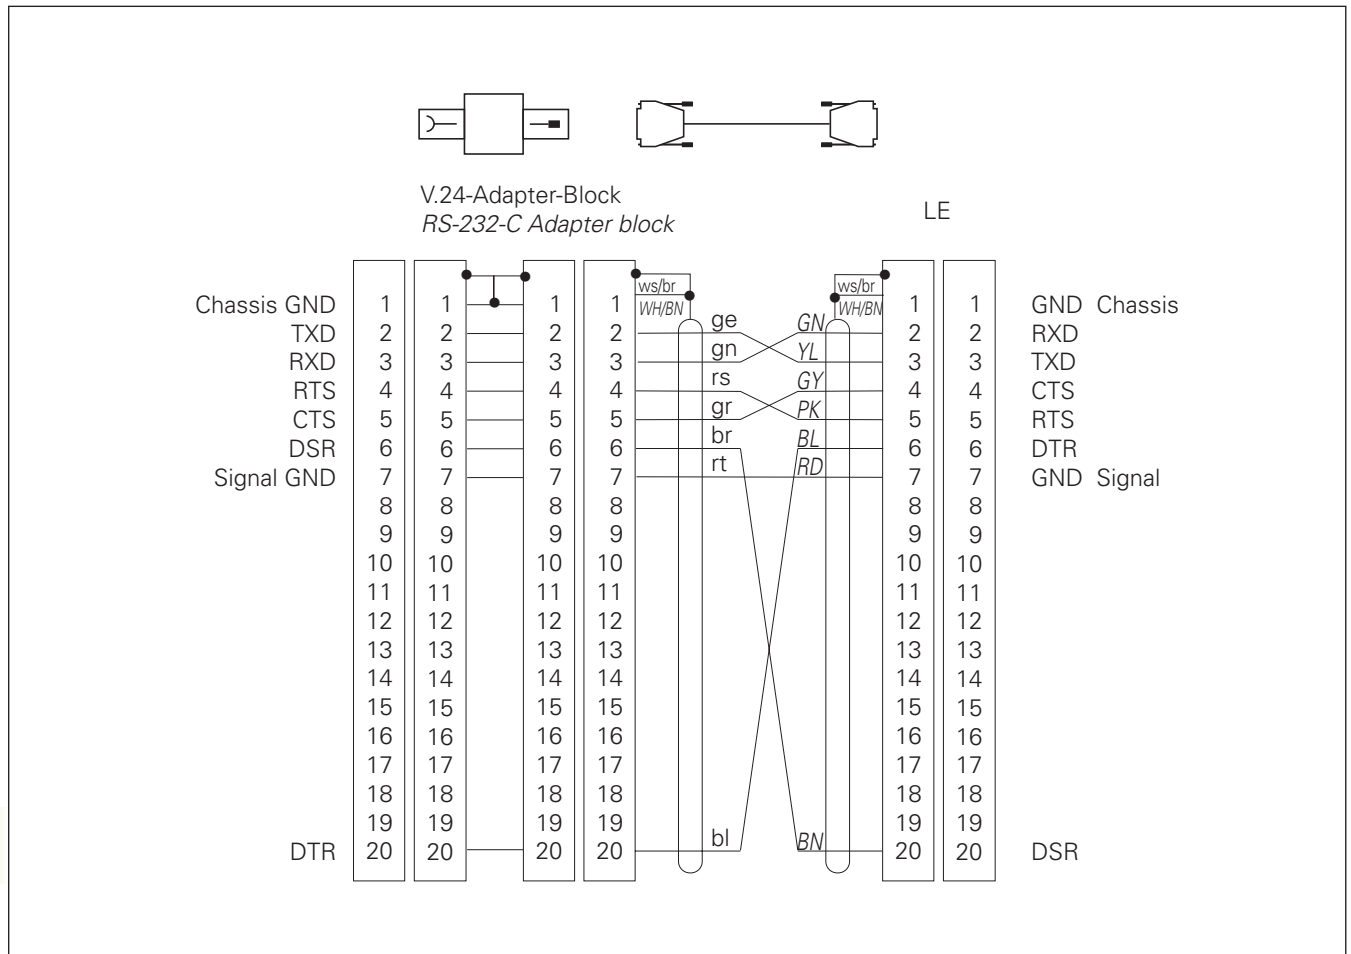 V.24-Adapter-Block
RS-232-C Adapter block
LE
ws/br ws/br
Chassis GND 1 1 1 1 WH/BN WH/BN 1 1 GND Chassis
TXD 2 2 2 2 ge GN 2 2 RXD
RXD 3 3 3 3 gn YL 3 3 TXD
RTS 4 4 4 4 rs GY 4 4 CTS
CTS 5 5 5 5 gr PK 5 5 RTS
DSR 6 6 6 6 br BL 6 6 DTR
Signal GND 7 7 7 7 rt RD 7 7 GND Signal
8 8 8 8 8 8
9 9 9 9 9 9
10 10 10 10 10 10
11 11 11 11 11 11
12 12 12 12 12 12
13 13 13 13 13 13
14 14 14 14 14 14
15 15 15 15 15 15
16 16 16 16 16 16
17 17 17 17 17 17
18 18 18 18 18 18
19 19 19 19 19 19
DTR 20 20 20 20 bl BN 20 20 DSR